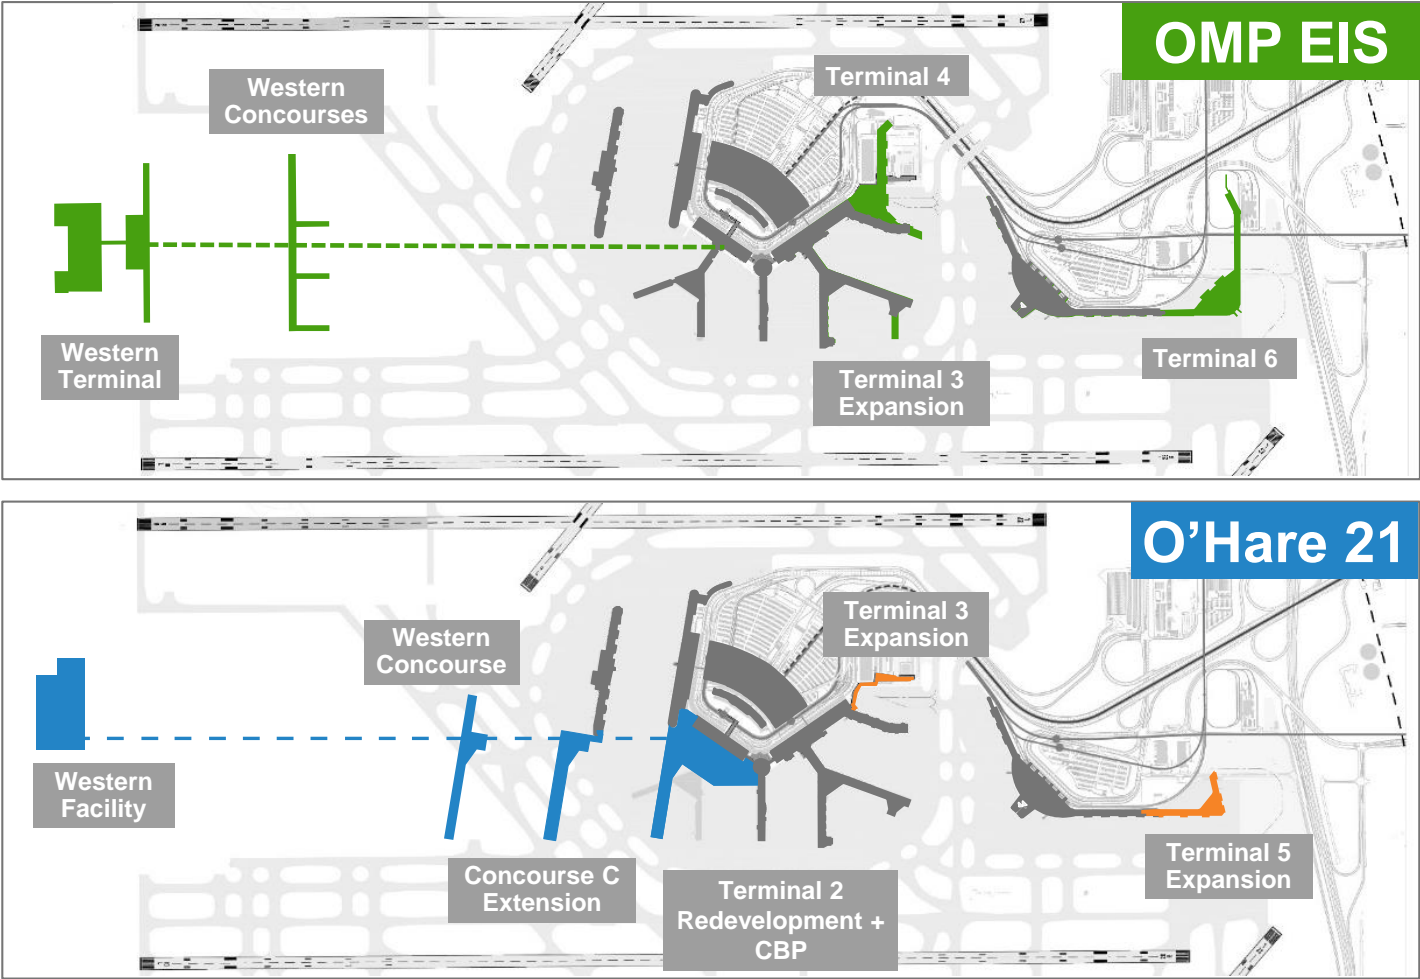 OMP EIS
Western
Concourses
Terminal 4
Western
Terminal
Terminal 3
Expansion
Terminal 6
O'Hare 21
Terminal 3
Expansion
Western
Concourse
Western
Facility
Concourse C
Extension
Terminal 2
Redevelopment +
CBP
Terminal 5
Expansion